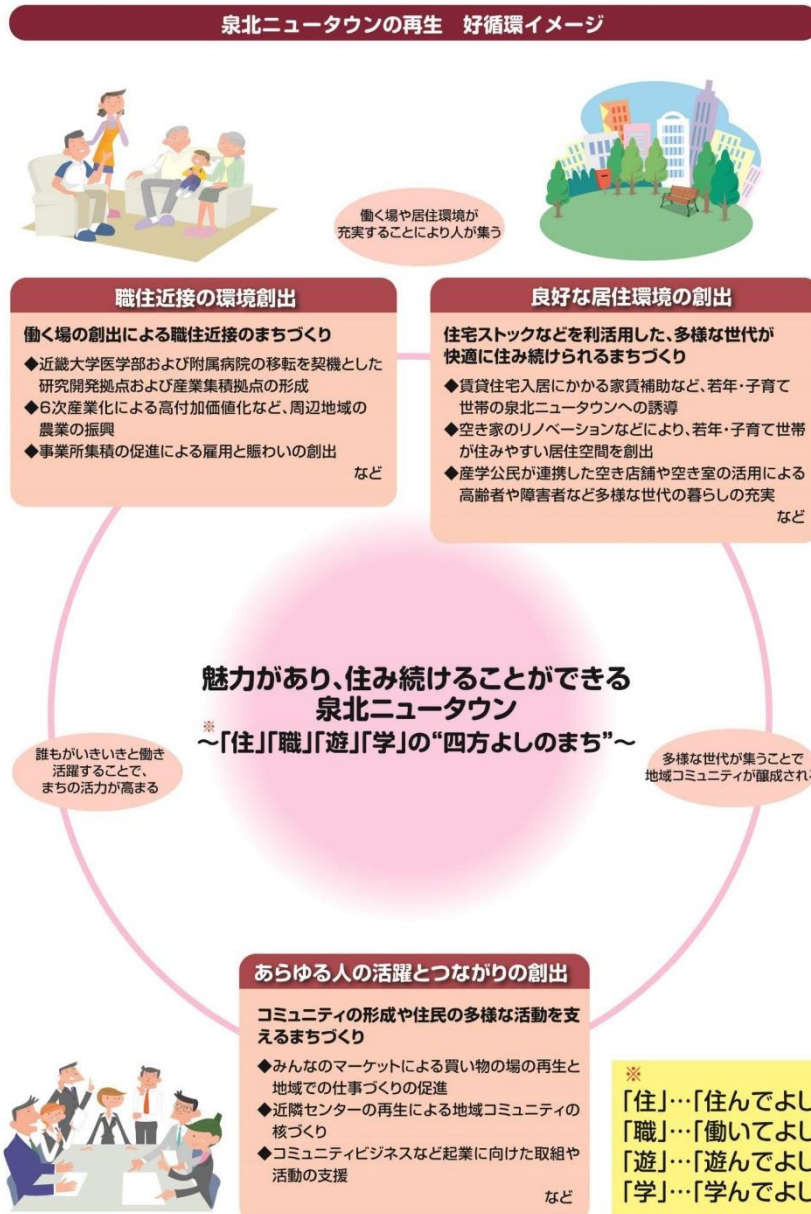 泉北ニュータウンの再生 好循環イメージ
働く場や居住環境が
充実することにより人が集う
職住近接の環境創出
働く場の創出による職住近接のまちづくり
◆近畿大学医学部および附属病院の移転を契機とした
研究開発拠点および産業集積拠点の形成
◆6次産業化による高付加価値化など、周辺地域の
農業の振興
◆事業所集積の促進による雇用と賑わいの創出
など
良好な居住環境の創出
住宅ストックなどを利活用した、多様な世代が
快適に住み続けられるまちづくり
◆賃貸住宅入居にかかる家賃補助など、若年・子育て
世帯の泉北ニュータウンへの誘導
◆空き家のリノベーションなどにより、若年・子育て世帯
が住みやすい居住空間を創出
◆産学公民が連携した空き店舗や空き室の活用による
高齢者や障害者など多様な世代の暮らしの充実
など
魅力があり、住み続けることができる
泉北ニュータウン
※
~「住」「職」「遊」「学」の“四方よしのまち”~
誰もがいきいきと働き
活躍することで、
まちの活力が高まる
多様な世代が集うことで
地域コミュニティが醸成される
あらゆる人の活躍とつながりの創出
コミュニティの形成や住民の多様な活動を支
えるまちづくり
◆みんなのマーケットによる買い物の場の再生と
地域での仕事づくりの促進
◆近隣センターの再生による地域コミュニティの
核づくり
◆コミュニティビジネスなど起業に向けた取組や
活動の支援
など
※
「住」…「住んでよし
「職」…「働いてよし
「遊」…「遊んでよし
「学」…「学んでよし